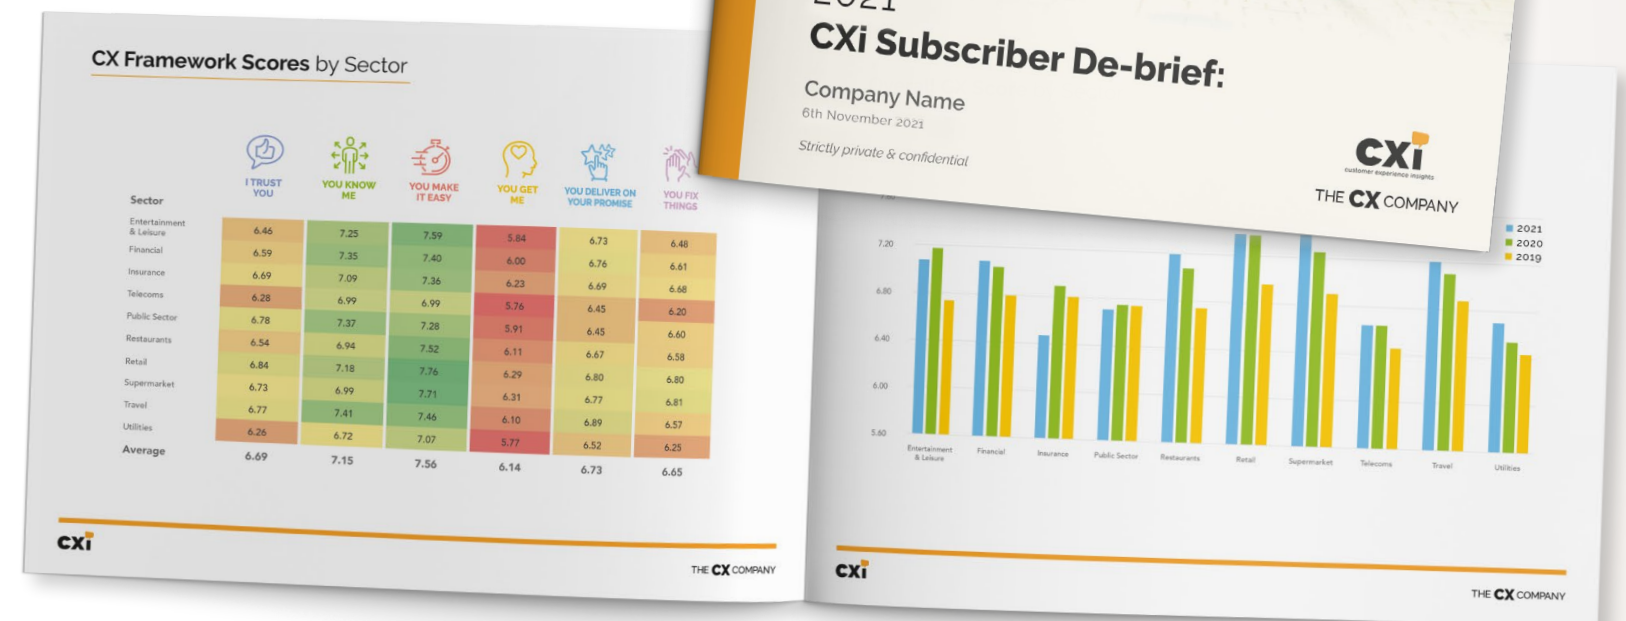 CX Framework Scores by Sector
Sector
I TRUST
YOU
YOU KNOW
ME
YOU MAKE
IT EASY
YOU GET
ME
YOU DELIVER ON
YOUR PROMISE
YOU FIX
THINGS
Entertainment
& Leisure
6.46 7.25 7.59 5.84 6.73 6.48
Financial 6.59 7.35 7.40 6.00 6.76 6.61
Insurance 6.69 7.09 7.36 6.23 6.69 6.68
Telecoms 6.28 6.99 6.99 5.76 6.45 6.20
Public Sector 6.78 7.37 7.28 5.91 6.45 6.60
Restaurants 6.54 6.94 7.52 6.11 6.67 6.58
Retail 6.84 7.18 7.76 6.29 6.80 6.80
Supermarket 6.73 6.99 7.71 6.31 6.77 6.81
Travel 6.77 7.41 7.46 6.10 6.89 6.57
Utilities 6.26 6.72 7.07 5.77 6.52 6.25
Average 6.69 7.15 7.56 6.14 6.73 6.65
CXi
THE CX COMPANY
2021
CXi Subscriber De-brief:
Company Name
6th November 2021
Strictly private & confidential
CXi
customer experience insights
THE CX COMPANY
2021
2020
2019
7.20
6.80
6.40
6.00
5.60
Entertainment
& Leisure
Financial
Insurance
Public Sector
Restaurants
Retail
Supermarket
Telecoms
Travel
Utilities
CXi
THE CX COMPANY